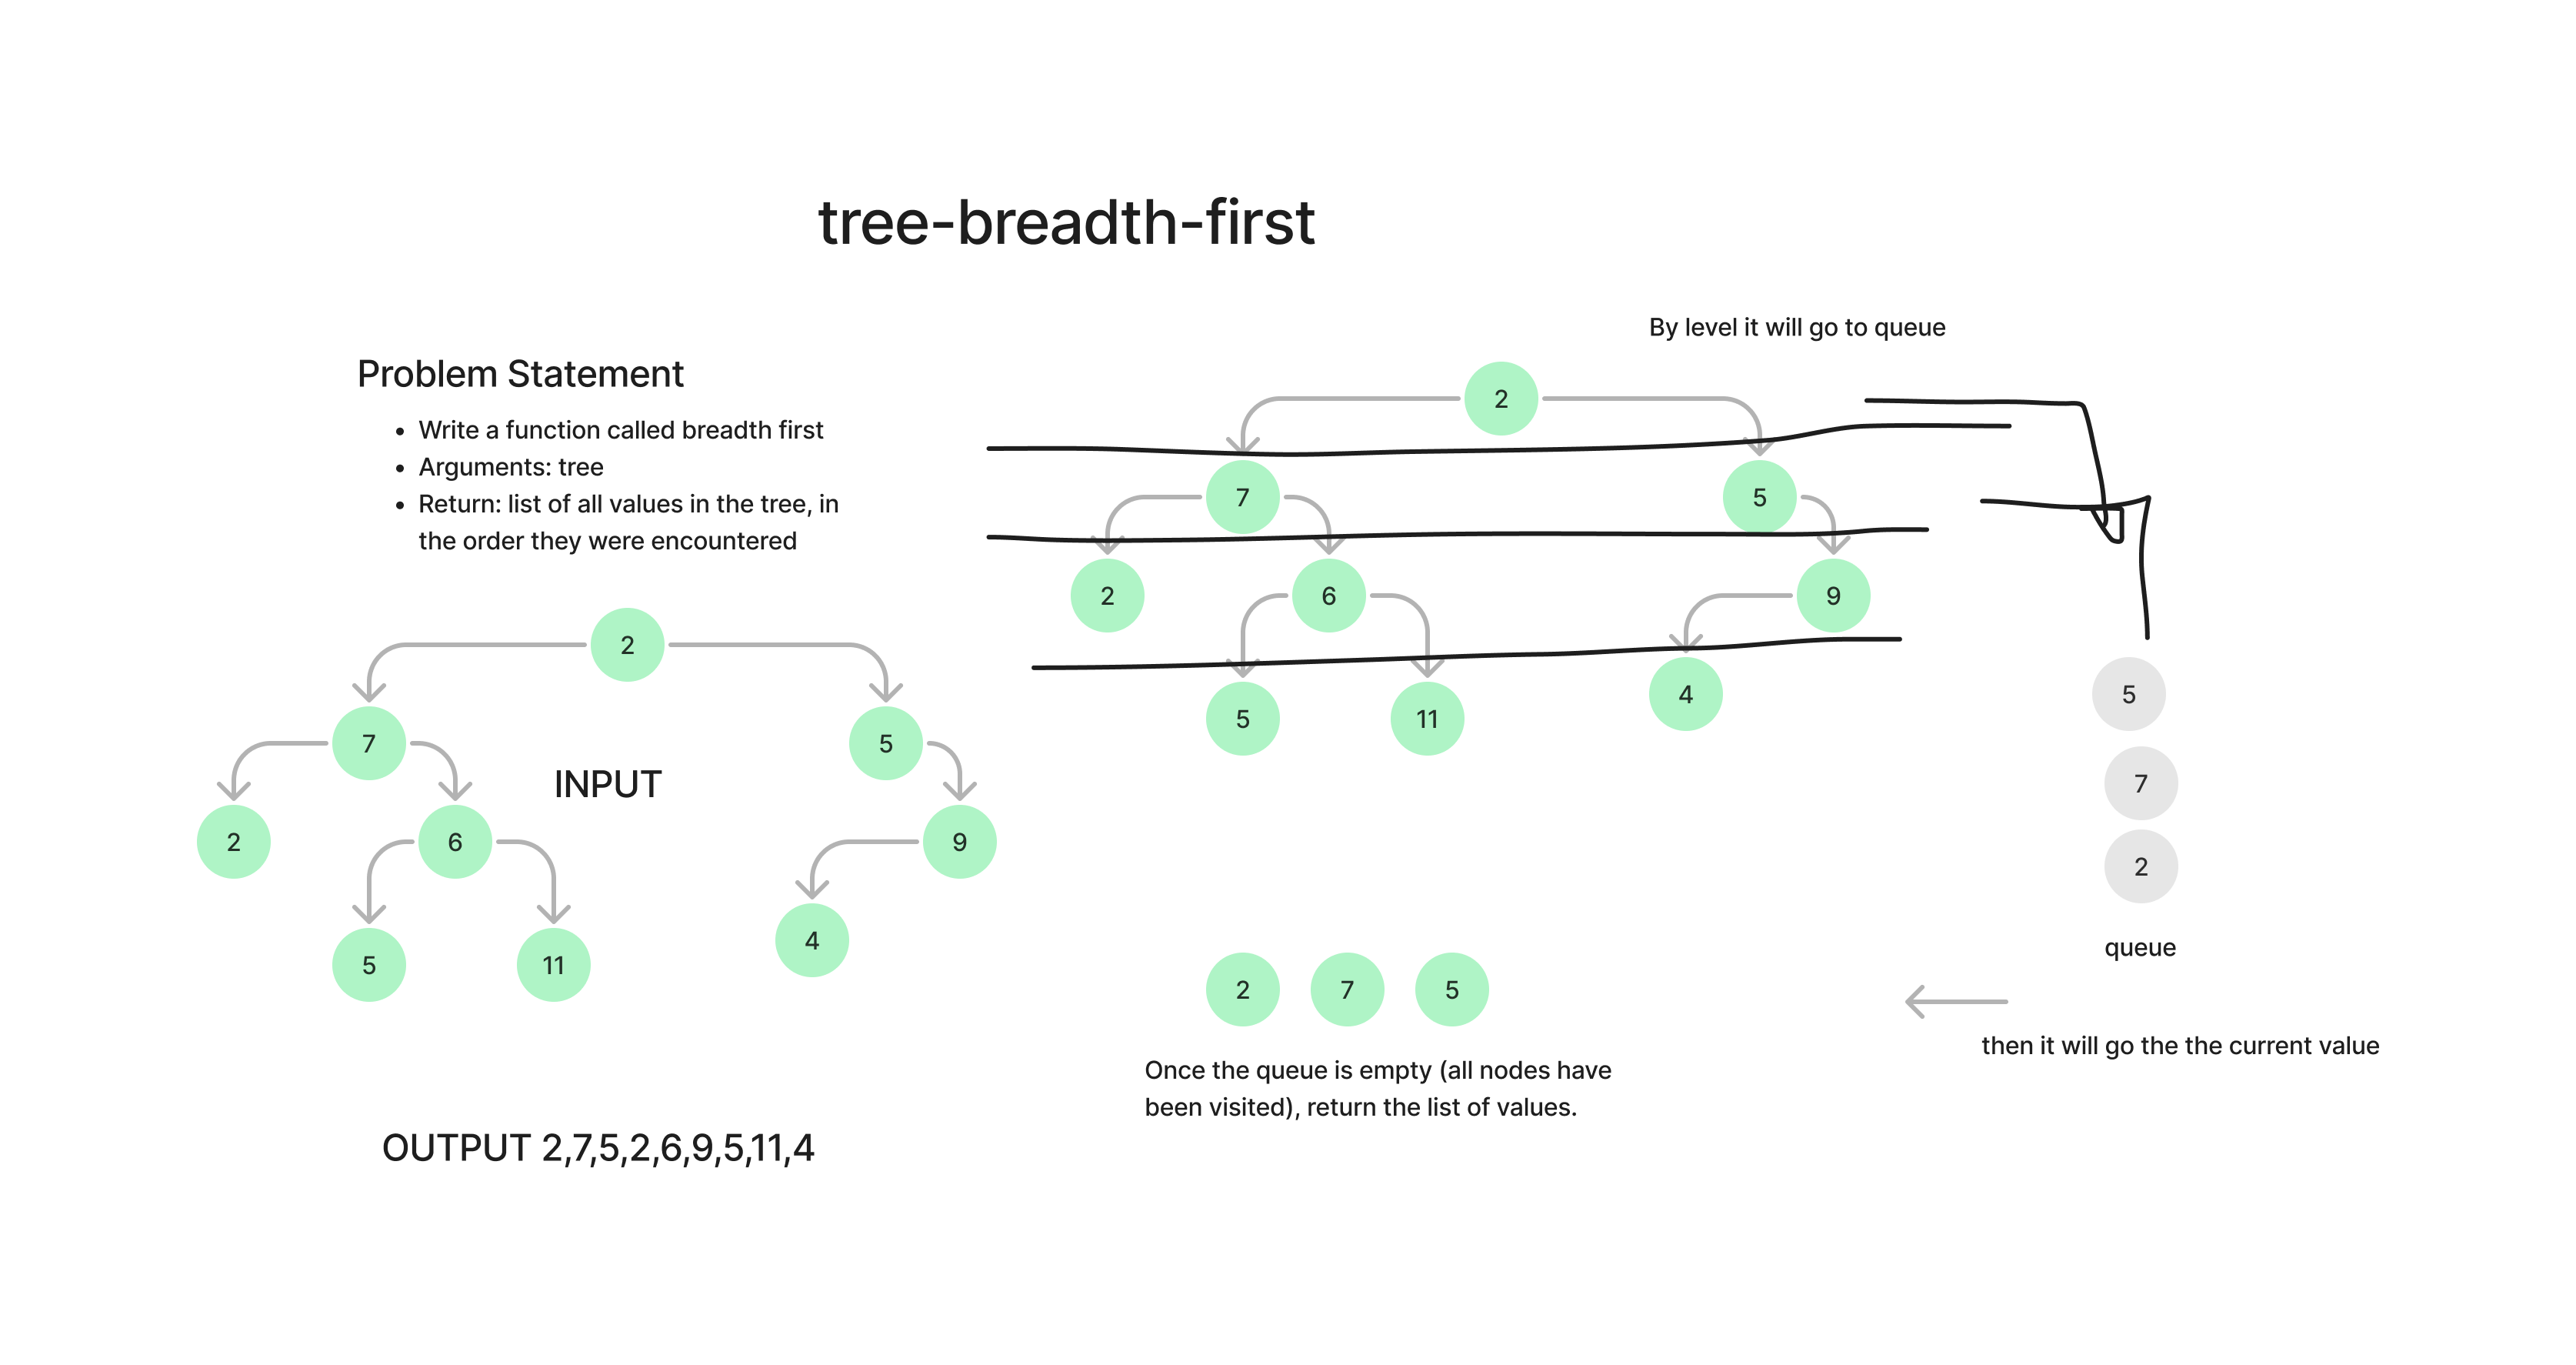 tree-breadth-first
Problem Statement
• Write a function called breadth first
• Arguments: tree
• Return: list of all values in the tree, in
the order they were encountered
2
7
5
INPUT
2
6
9
5
11
4
OUTPUT 2,7,5,2,6,9,5,11,4
By level it will go to queue
2
7
5
2
6
9
5
11
4
5
7
2
queue
then it will go the the current value
2
7
5
Once the queue is empty (all nodes have
been visited), return the list of values.